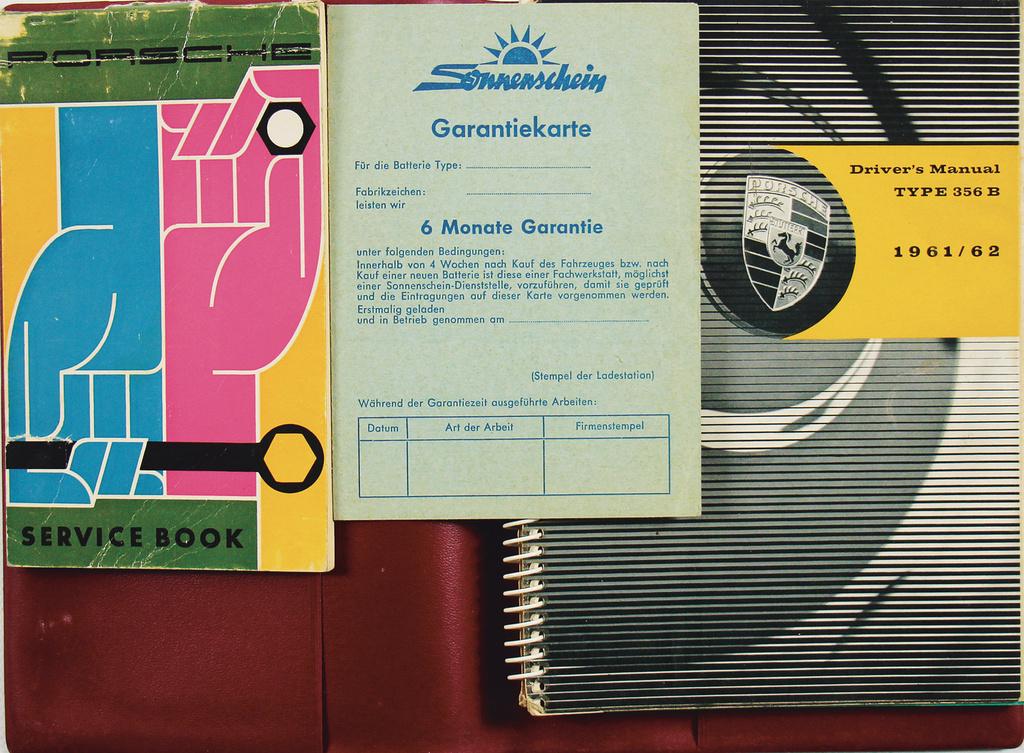 PORSCHE
SERVICE BOOK
Sonnenschein
Garantiekarte
Für die Batterie Type:
Fabrikzeichen:
leisten wir
6 Monate Garantie
unter folgenden Bedingungen:
Innerhalb von 4 Wochen nach Kauf des Fahrzeuges bzw. nach
Kauf einer neuen Batterie ist diese einer Fachwerkstatt, möglichst
einer Sonnenschein-Dienststelle, vorzuführen, damit sie geprüft
und die Eintragungen auf dieser Karte vorgenommen werden.
Erstmalig geladen
und in Betrieb genommen am
(Stempel der Ladestation)
Während der Garantiezeit ausgeführte Arbeiten:
Datum Art der Arbeit Firmenstempel
Driver's Manual
TYPE 356 B
1961/62
PORSCHE